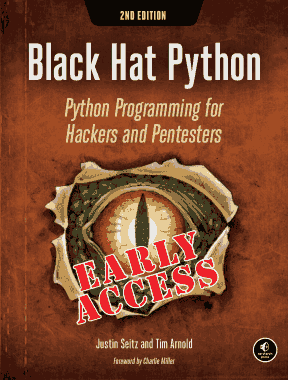 2ND EDITION
Black Hat Python
Python Programming for
Hackers and Pentesters
EARLY
ACCESS
Justin Seitz and Tim Arnold
Foreword by Charlie Miller